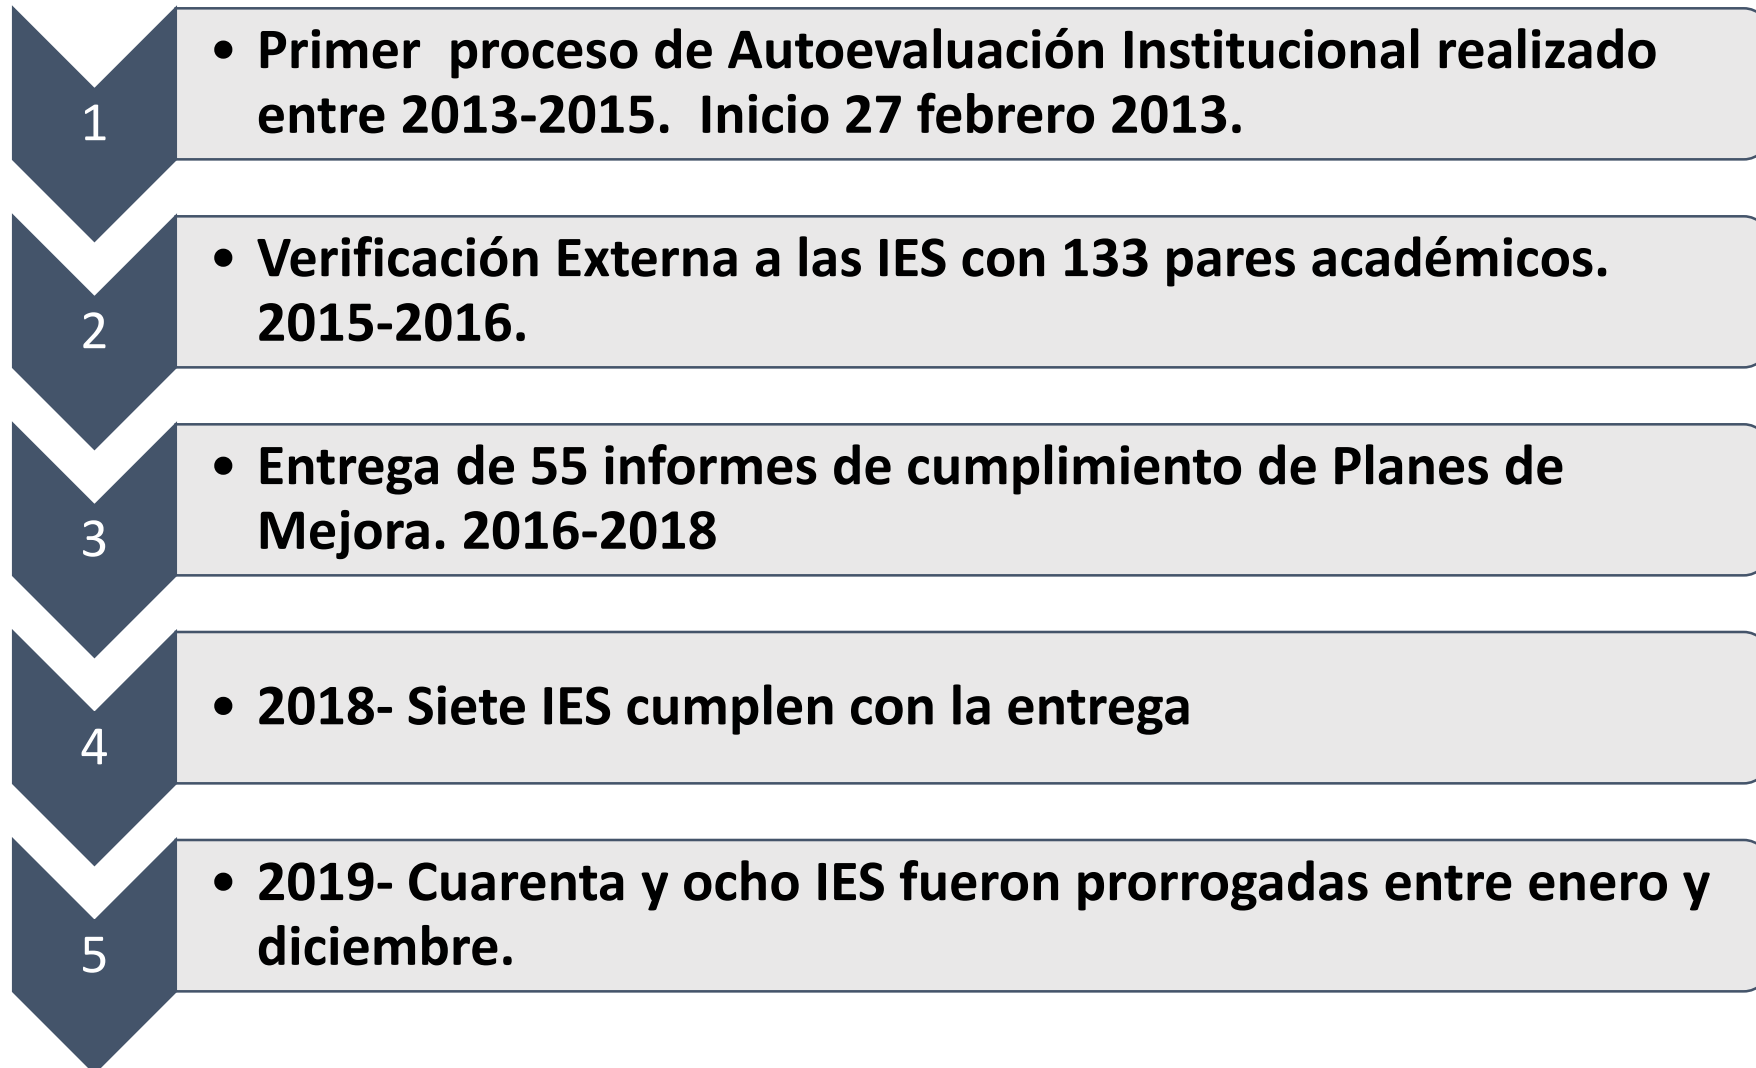 1
• Primer  proceso de Autoevaluación Institucional realizado
entre 2013-2015.  Inicio 27 febrero 2013.
2
• Verificación Externa a las IES con 133 pares académicos.
2015-2016.
3
• Entrega de 55 informes de cumplimiento de Planes de
Mejora. 2016-2018
4
• 2018- Siete IES cumplen con la entrega
5
• 2019- Cuarenta y ocho IES fueron prorrogadas entre enero y
diciembre.